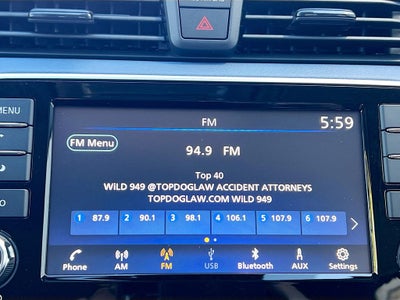 FM
5:59
MENU
FM Menu
94.9 FM
Top 40
WiLD 949 @TOPDOGLAW ACCIDENT ATTORNEYS
TOPDOGLAW.COM WiLD 949
1 87.9 2 90.1 3 98.1 4 106.1 5 107.9 6 107.9
Phone AM FM USB Bluetooth AUX Settings